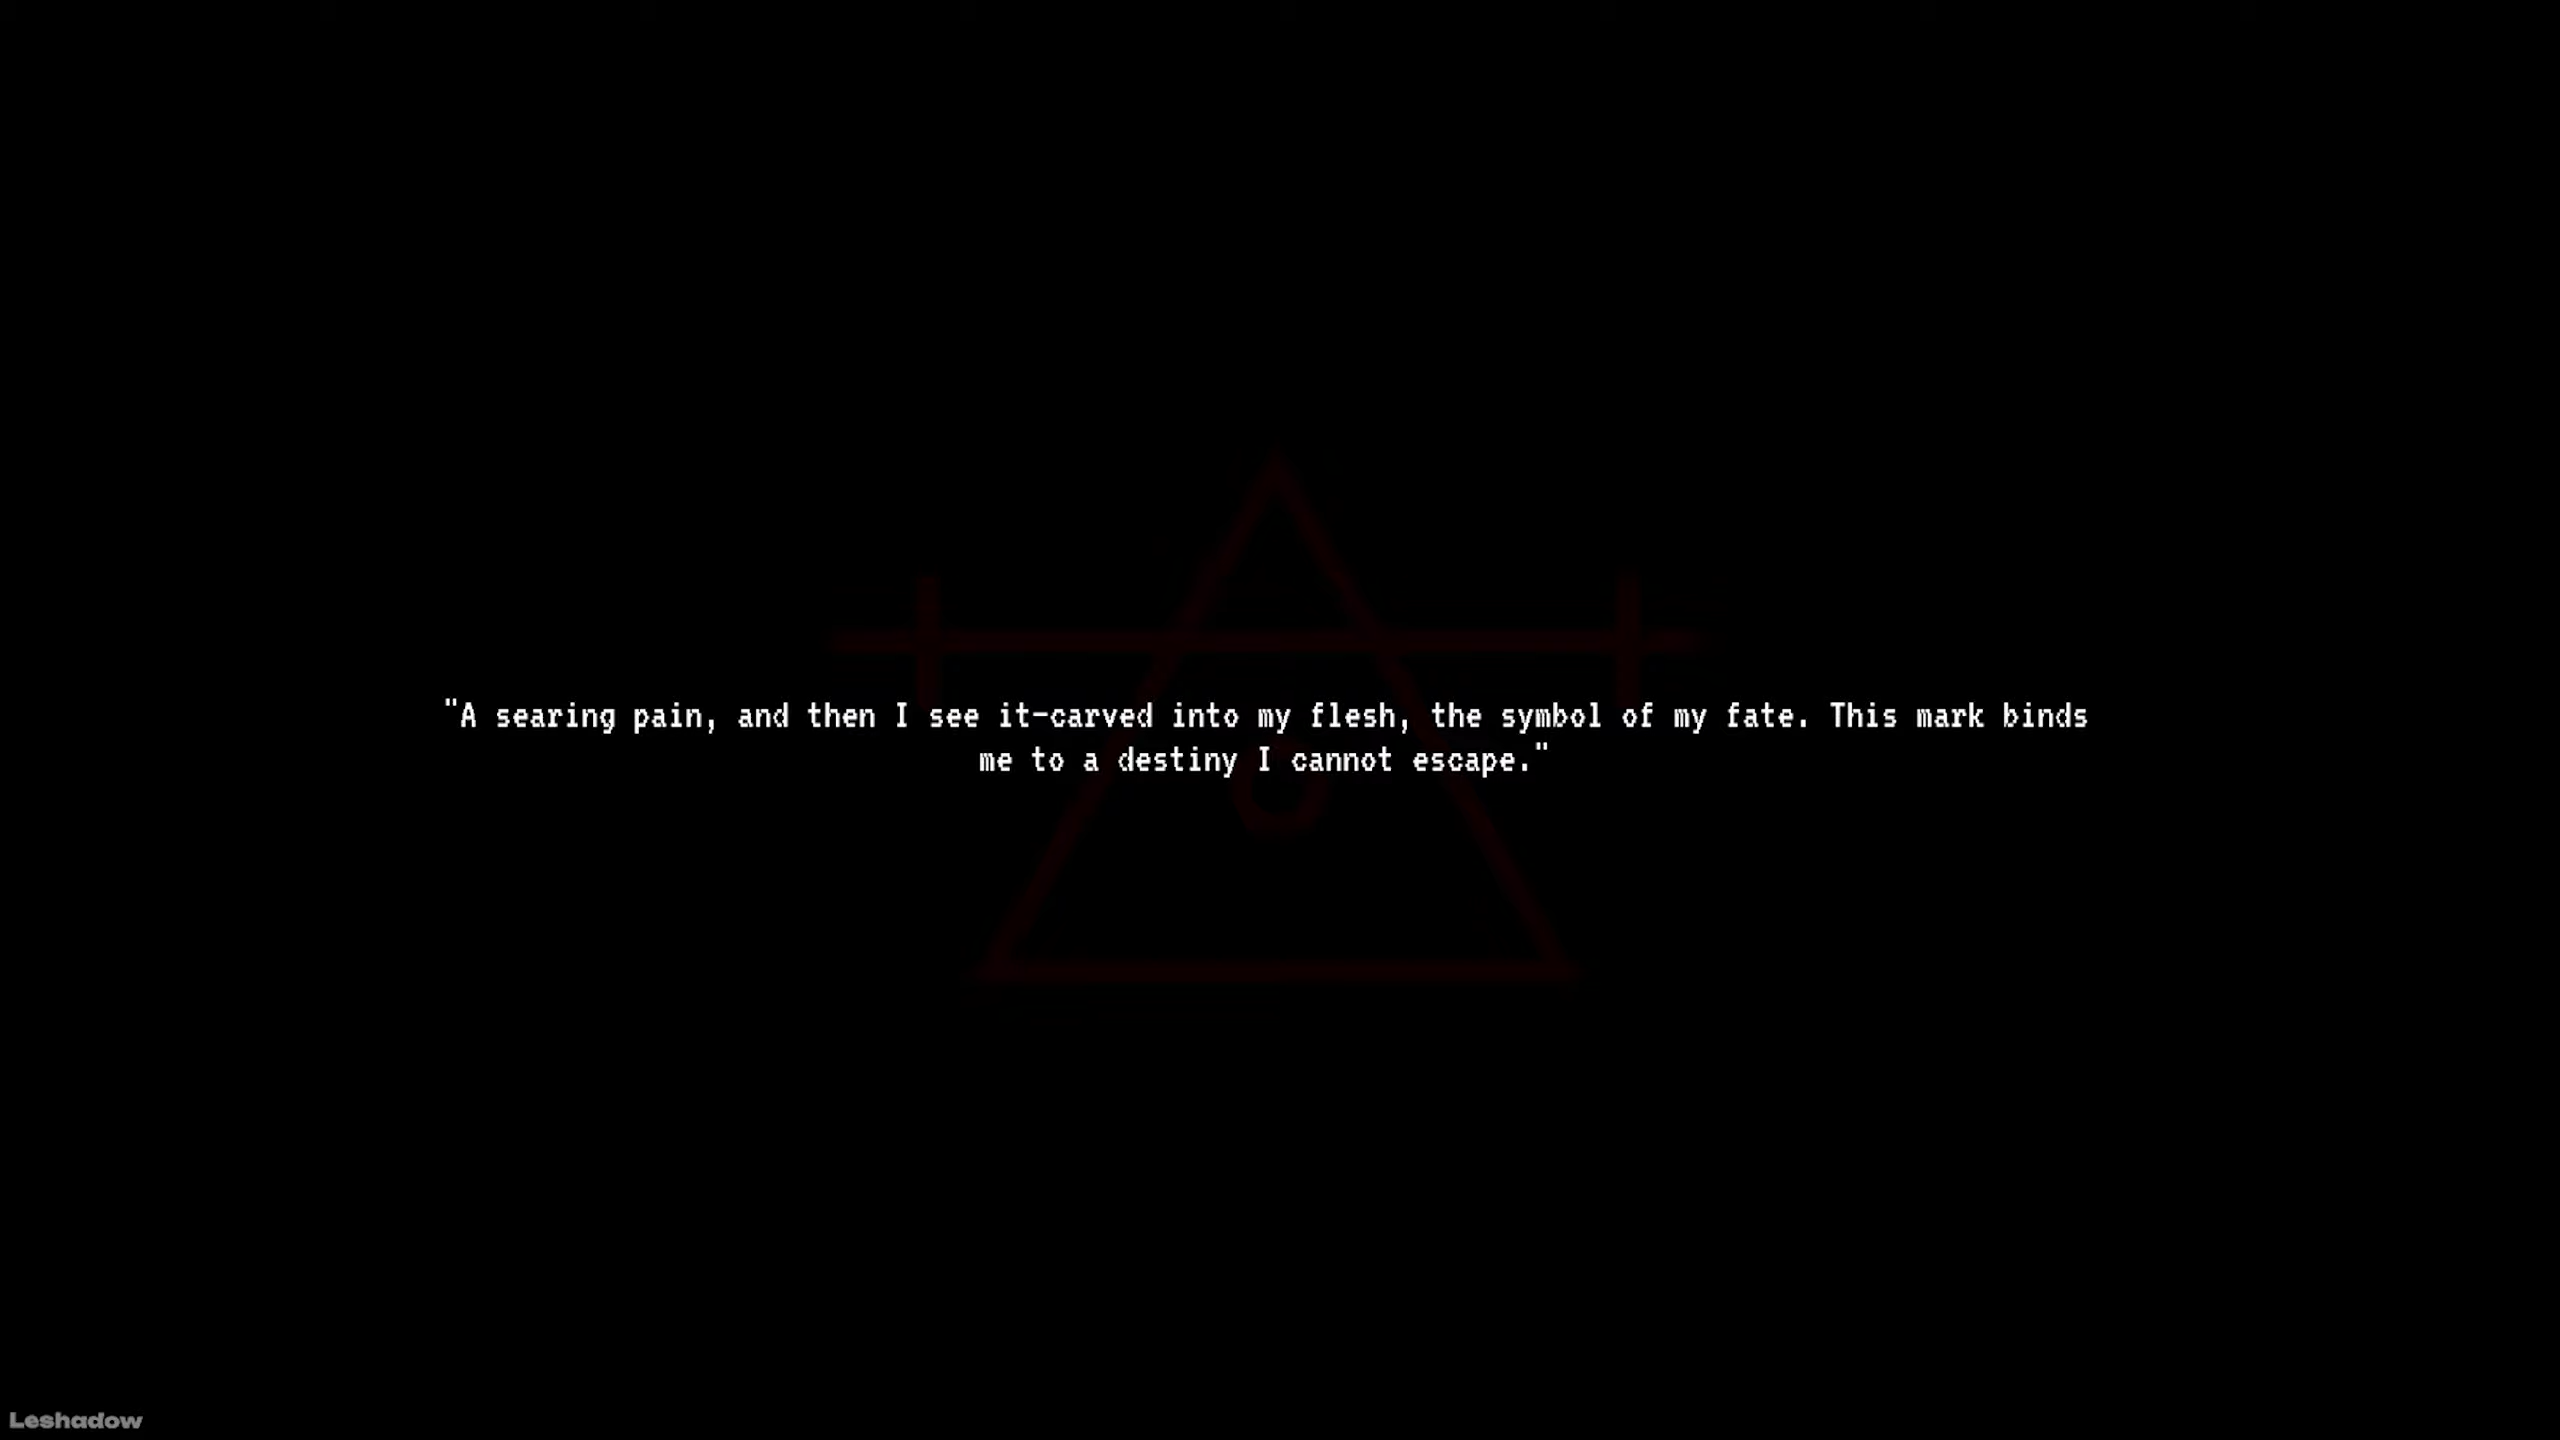 "A searing pain, and then I see it-carved into my flesh, the symbol of my fate. This mark binds
me to a destiny I cannot escape."
Leshadow